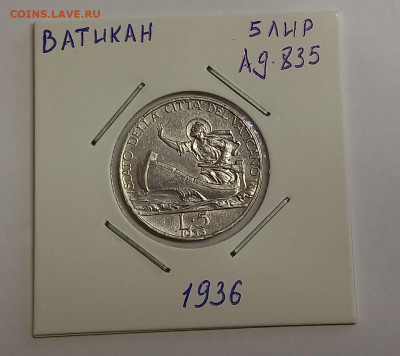 COINS.LAVE.RU
ВАТИКАН
5 ЛИР
Ag.835
STATO DELLA CITTA DEL VATICANO
L·5
1936